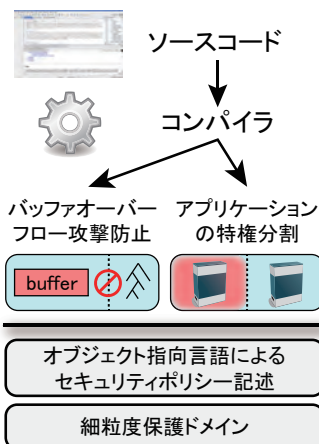 ソースコード
コンパイラ
バッファオーバー
フロー攻撃防止
アプリケーション
の特権分割
buffer
オブジェクト指向言語による
セキュリティポリシー記述
細粒度保護ドメイン